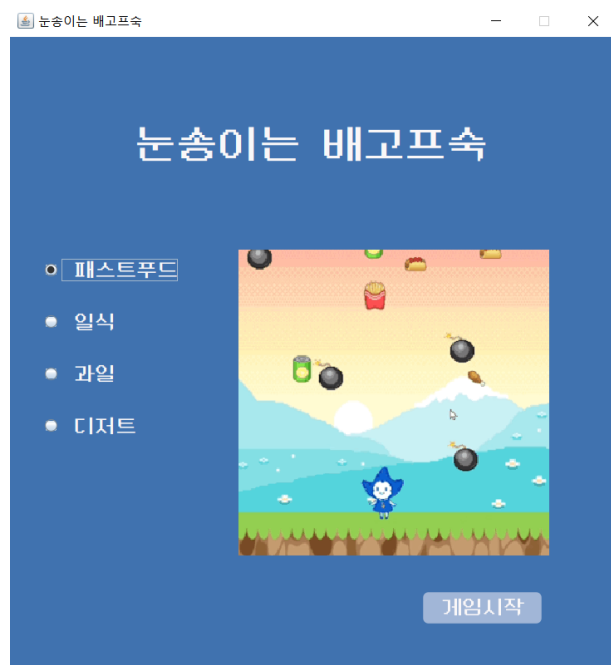 눈송이는 배고프숙
눈송이는 배고프숙
패스트푸드
일식
과일
디저트
게임시작